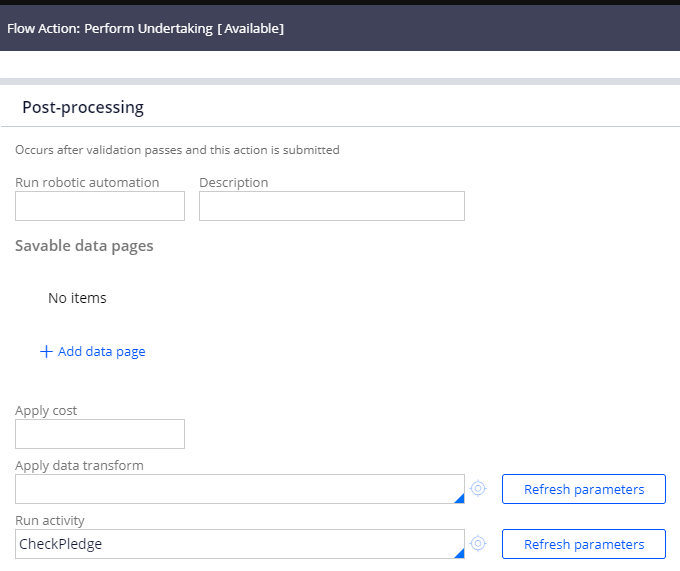 Flow Action: Perform Undertaking [ Available]
Post-processing
Occurs after validation passes and this action is submitted
Run robotic automation Description
Savable data pages
No items
+ Add data page
Apply cost
Apply data transform
Refresh parameters
Run activity
CheckPledge Refresh parameters